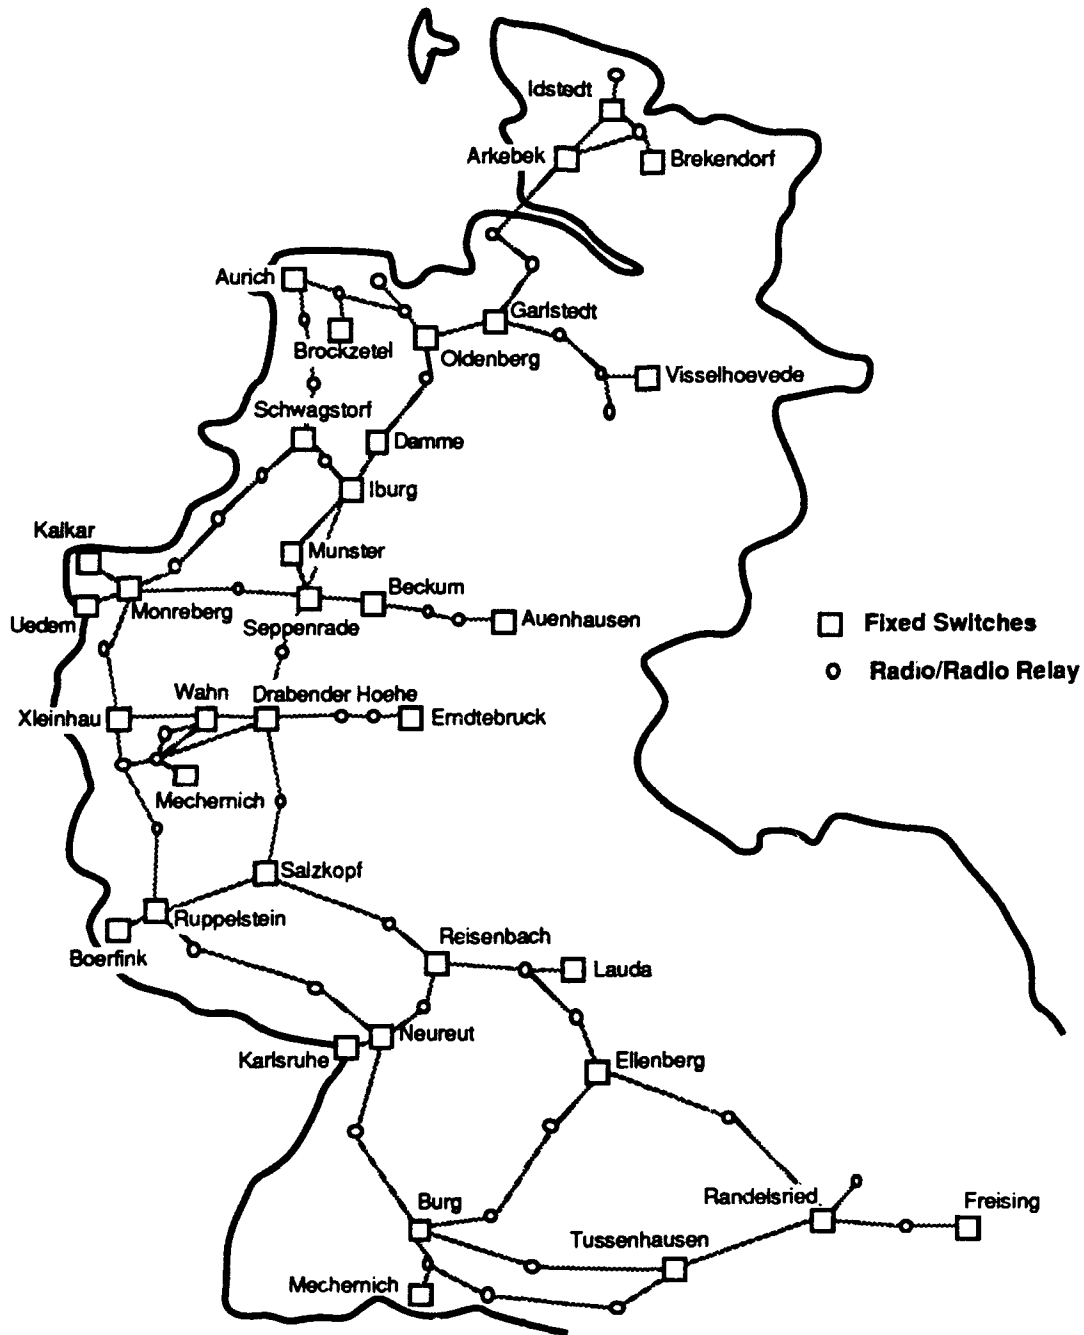 Idstedt
Arkebek
Brekendorf
Aurich
Garlstedt
Brockzetel
Oldenberg
Visselhoevede
Schwagstorf
Damme
Iburg
Kalkar
Munster
Beckum
Uedem
Monreberg
Seppenrade
Auenhausen
Fixed Switches
Radio/Radio Relay
Wahn
Drabender Hoehe
Xleinhau
Erndtebruck
Mechernich
Salzkopf
Ruppelstein
Boerfink
Reisenbach
Lauda
Neureut
Karlsruhe
Ellenberg
Burg
Randelsried
Freising
Tussenhausen
Mechernich